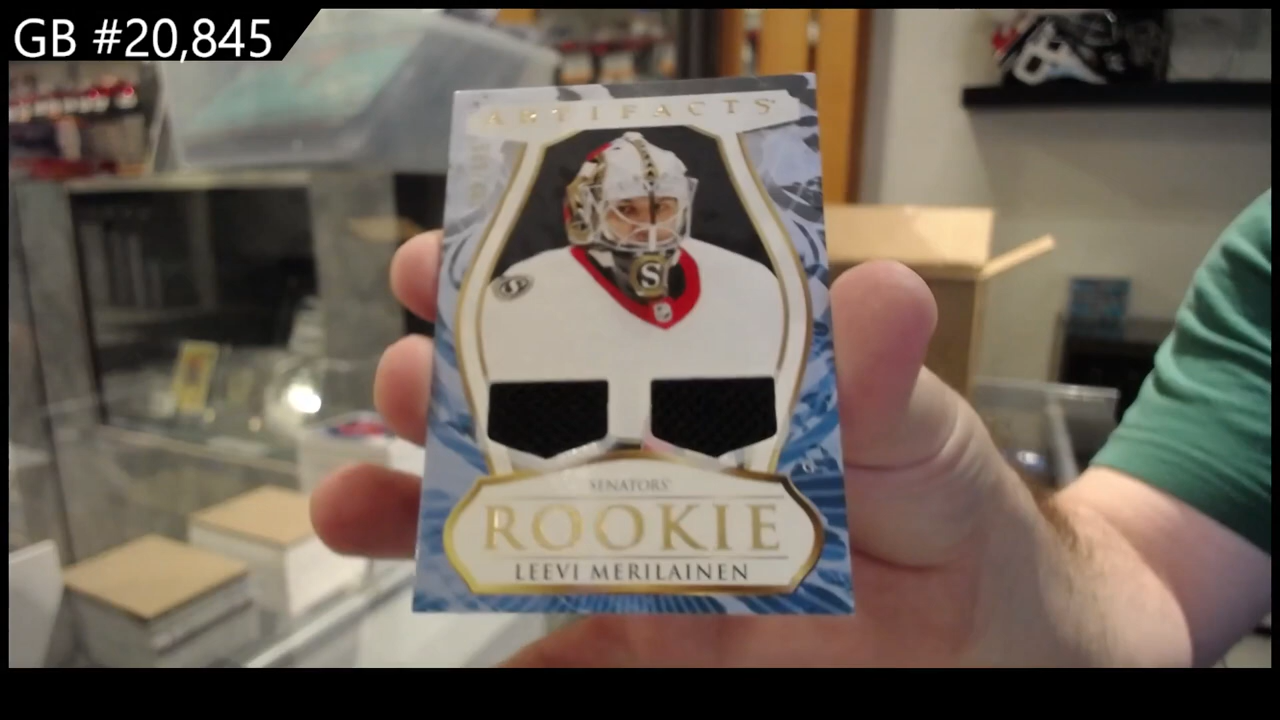 GB #20,845
ARTIFACTS
S
SENATORS
ROOKIE
LEEVI MERILAINEN